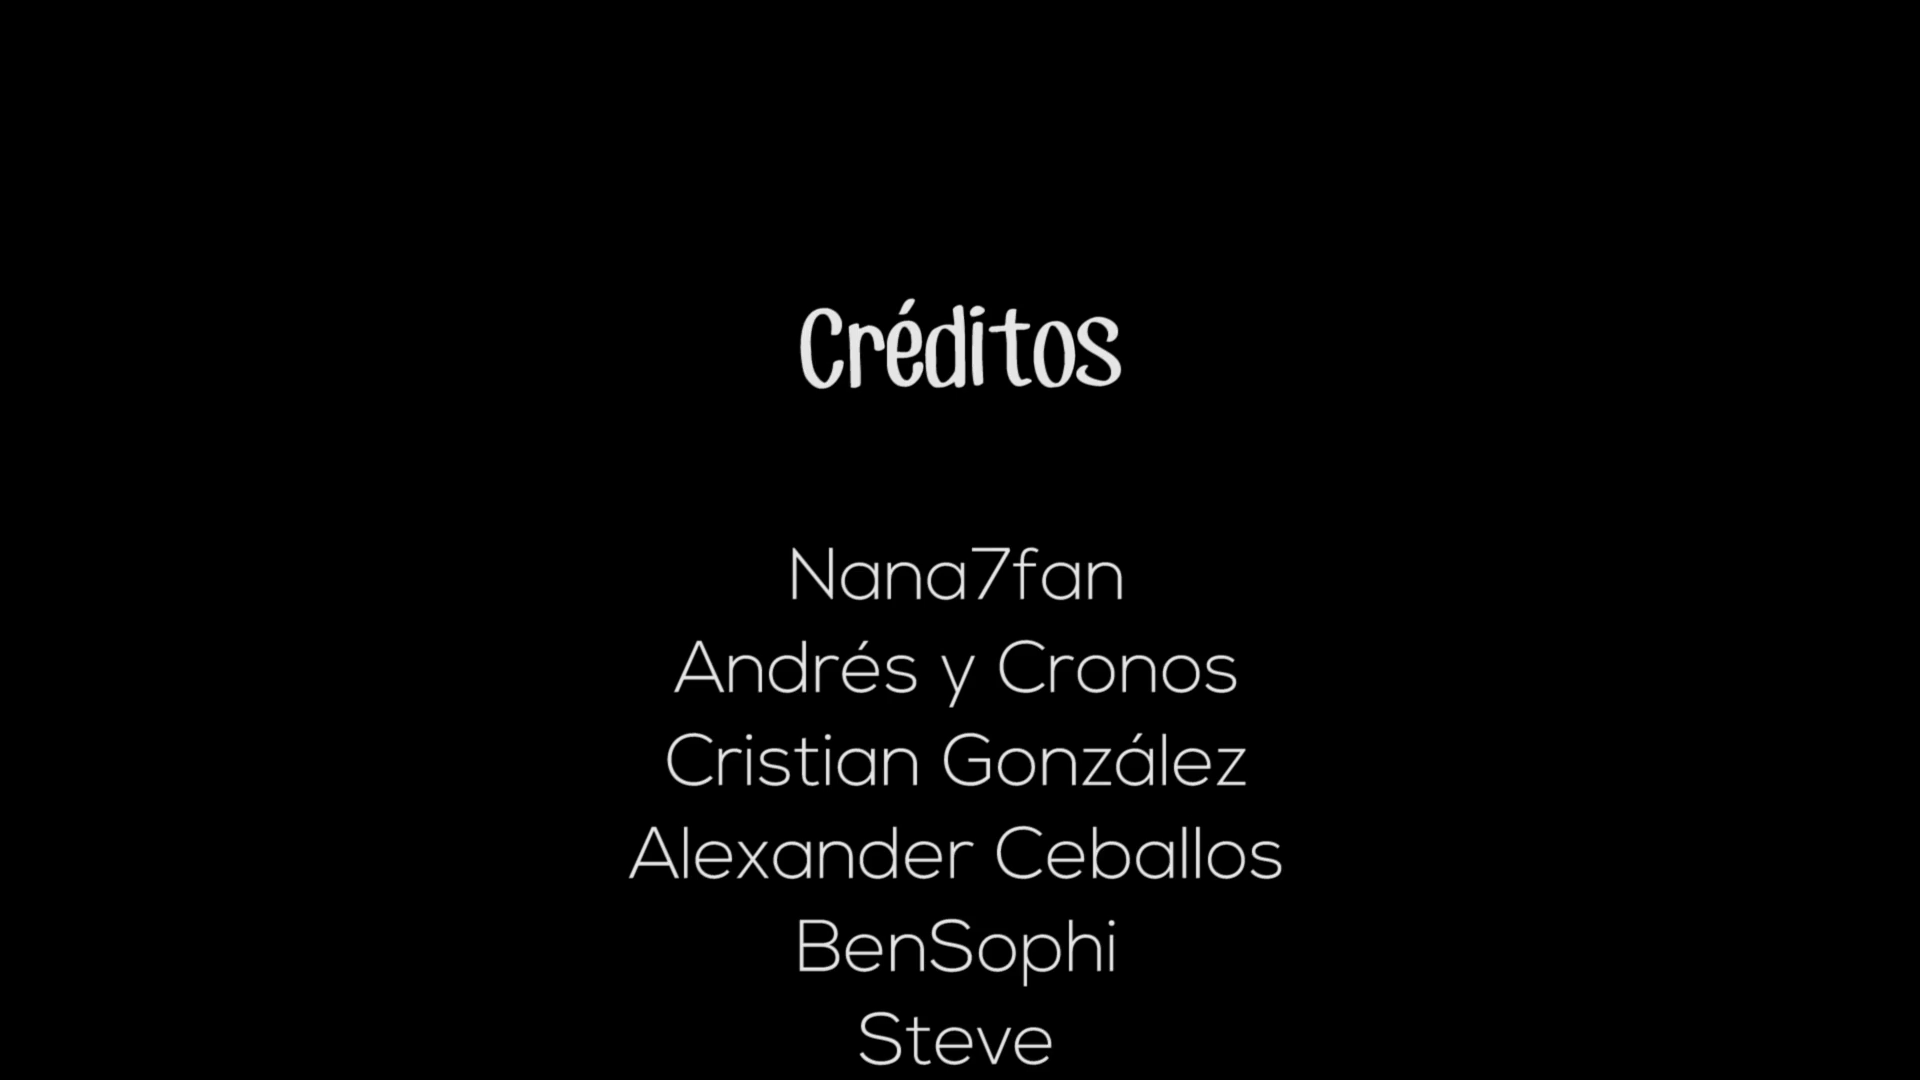 Créditos
Nana7fan
Andrés y Cronos
Cristian González
Alexander Ceballos
BenSophi
Steve